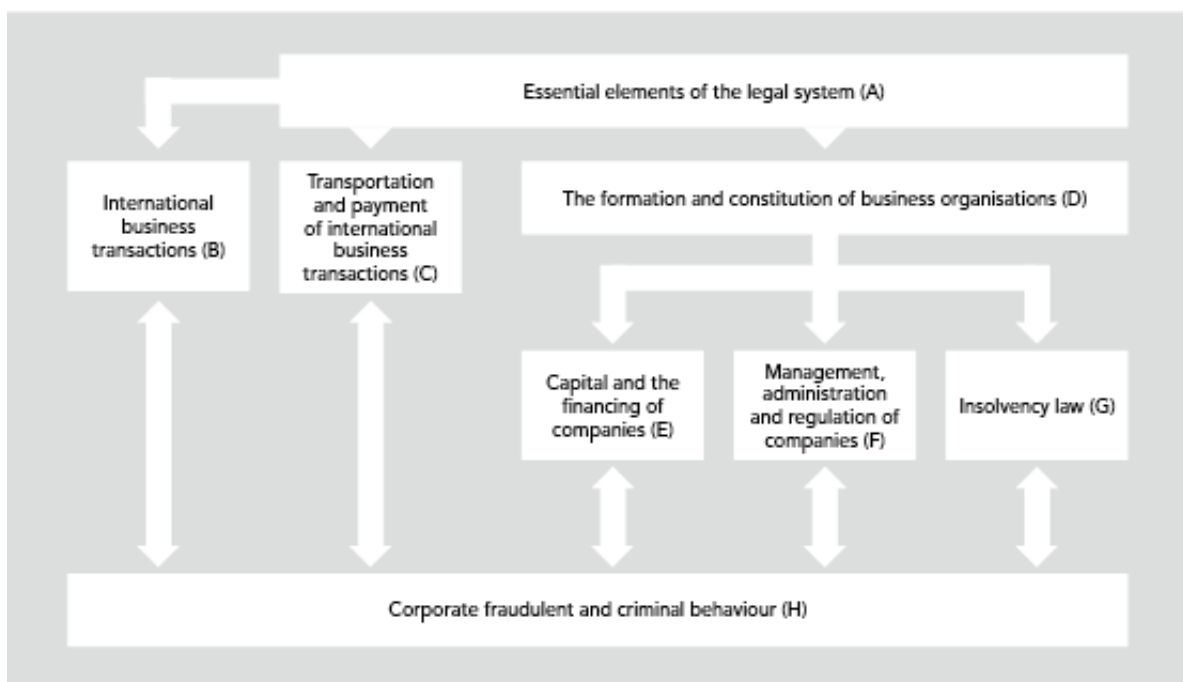 Essential elements of the legal system (A)
International
business
transactions (B)
Transportation
and payment
of international
business
transactions (C)
The formation and constitution of business organisations (D)
Capital and the
financing of
companies (E)
Management,
administration
and regulation of
companies (F)
Insolvency law (G)
Corporate fraudulent and criminal behaviour (H)